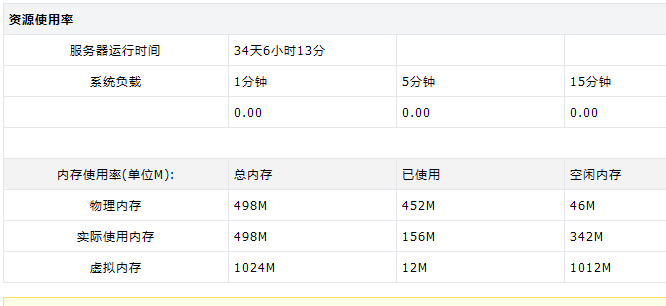 资源使用率
服务器运行时间 34天6小时13分
系统负载 1分钟 5分钟 15分钟
0.00 0.00 0.00
内存使用率(单位M): 总内存 已使用 空闲内存
物理内存 498M 452M 46M
实际使用内存 498M 156M 342M
虚拟内存 1024M 12M 1012M